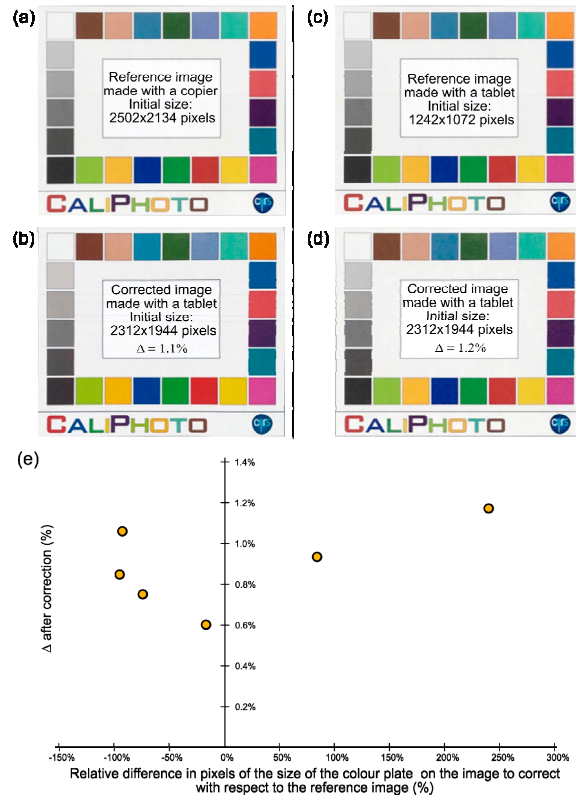 (a)
Reference image
made with a copier
Initial size:
2502x2134 pixels
CALIPHOTO
cnrs
(c)
Reference image
made with a tablet
Initial size:
1242x1072 pixels
CALIPHOTO
cnrs
(b)
Corrected image
made with a tablet
Initial size:
2312x1944 pixels
Δ = 1.1%
CALIPHOTO
cnrs
(d)
Corrected image
made with a tablet
Initial size:
2312x1944 pixels
Δ = 1.2%
CALIPHOTO
cnrs
(e)
Δ after correction (%)
1.4%
1.2%
1.0%
0.8%
0.6%
0.4%
0.2%
-150% -100% -50% 0% 50% 100% 150% 200% 250% 300%
Relative difference in pixels of the size of the colour plate on the image to correct
with respect to the reference image (%)